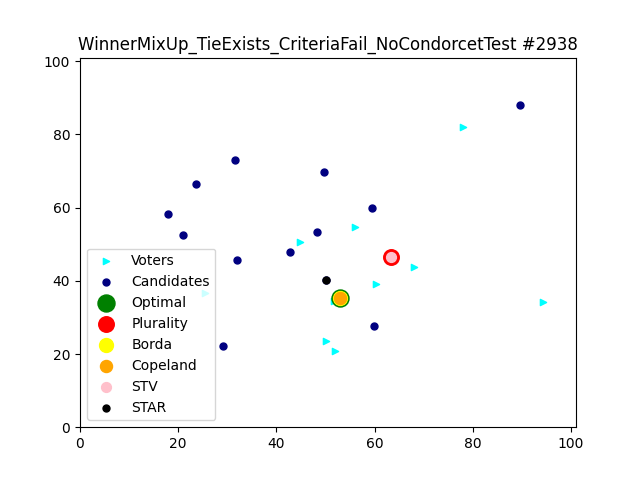 WinnerMixUp_TieExists_CriteriaFail_NoCondorcetTest #2938
100
80
60
40
20
0
Voters
Candidates
Optimal
Plurality
Borda
Copeland
STV
STAR
0 20 40 60 80 100